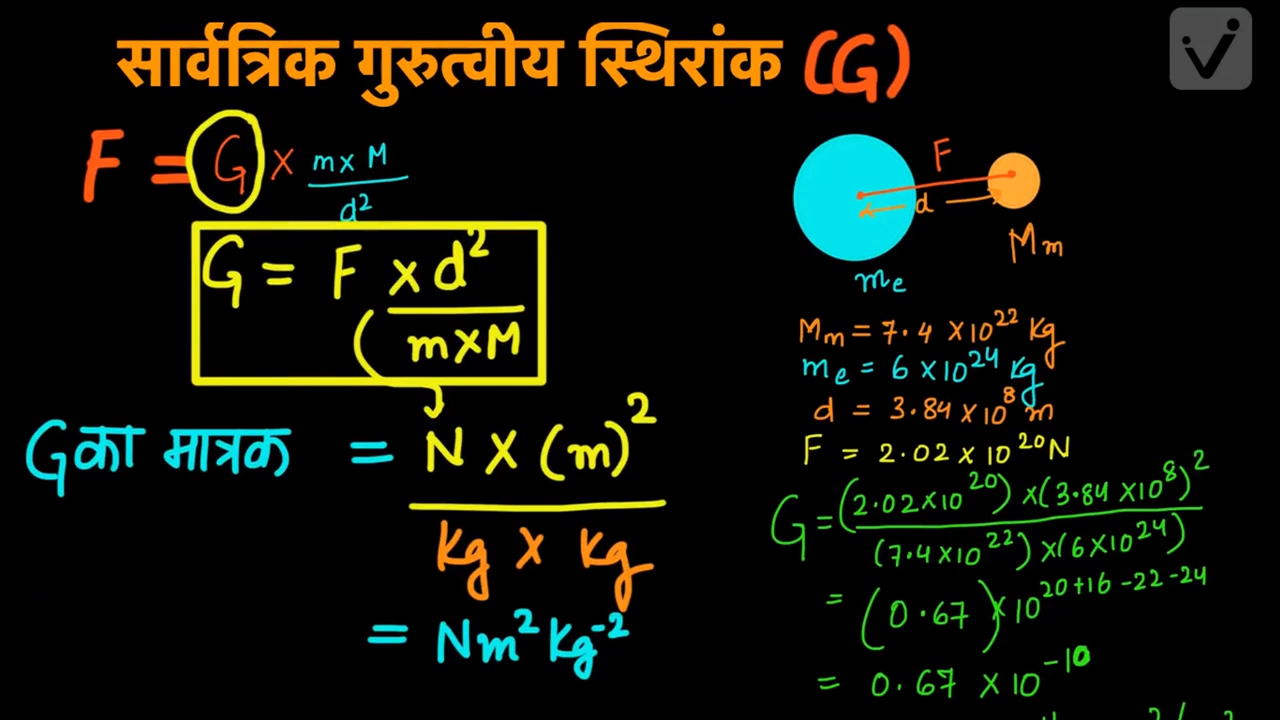 सार्वत्रिक गुरुत्वीय स्थिरांक (G)
F = G × m × M / d²
G = F × d² / (m×M
G का मात्रक = N × (m)² / kg × kg
= Nm² kg⁻²
F
d
Mm
me
Mm = 7.4 × 10²² kg
me = 6 × 10²⁴ kg
d = 3.84 × 10⁸ m
F = 2.02 × 10²⁰ N
G = (2.02×10²⁰) × (3.84 ×10⁸)² / (7.4×10²²) × (6×10²⁴)
= (0.67) × 10²⁰⁺¹⁶⁻²²⁻²⁴
= 0.67 × 10⁻¹⁰